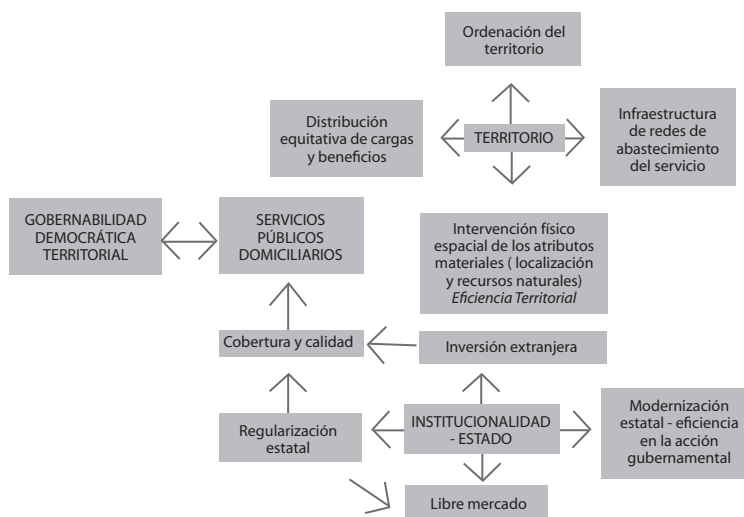 Ordenación del
territorio
Distribución
equitativa de cargas
y beneficios
TERRITORIO
Infraestructura
de redes de
abastecimiento
del servicio
GOBERNABILIDAD
DEMOCRÁTICA
TERRITORIAL
SERVICIOS
PÚBLICOS
DOMICILIARIOS
Intervención físico
espacial de los atributos
materiales ( localización
y recursos naturales)
Eficiencia Territorial
Cobertura y calidad
Inversión extranjera
Regularización
estatal
INSTITUCIONALIDAD
- ESTADO
Modernización
estatal - eficiencia
en la acción
gubernamental
Libre mercado